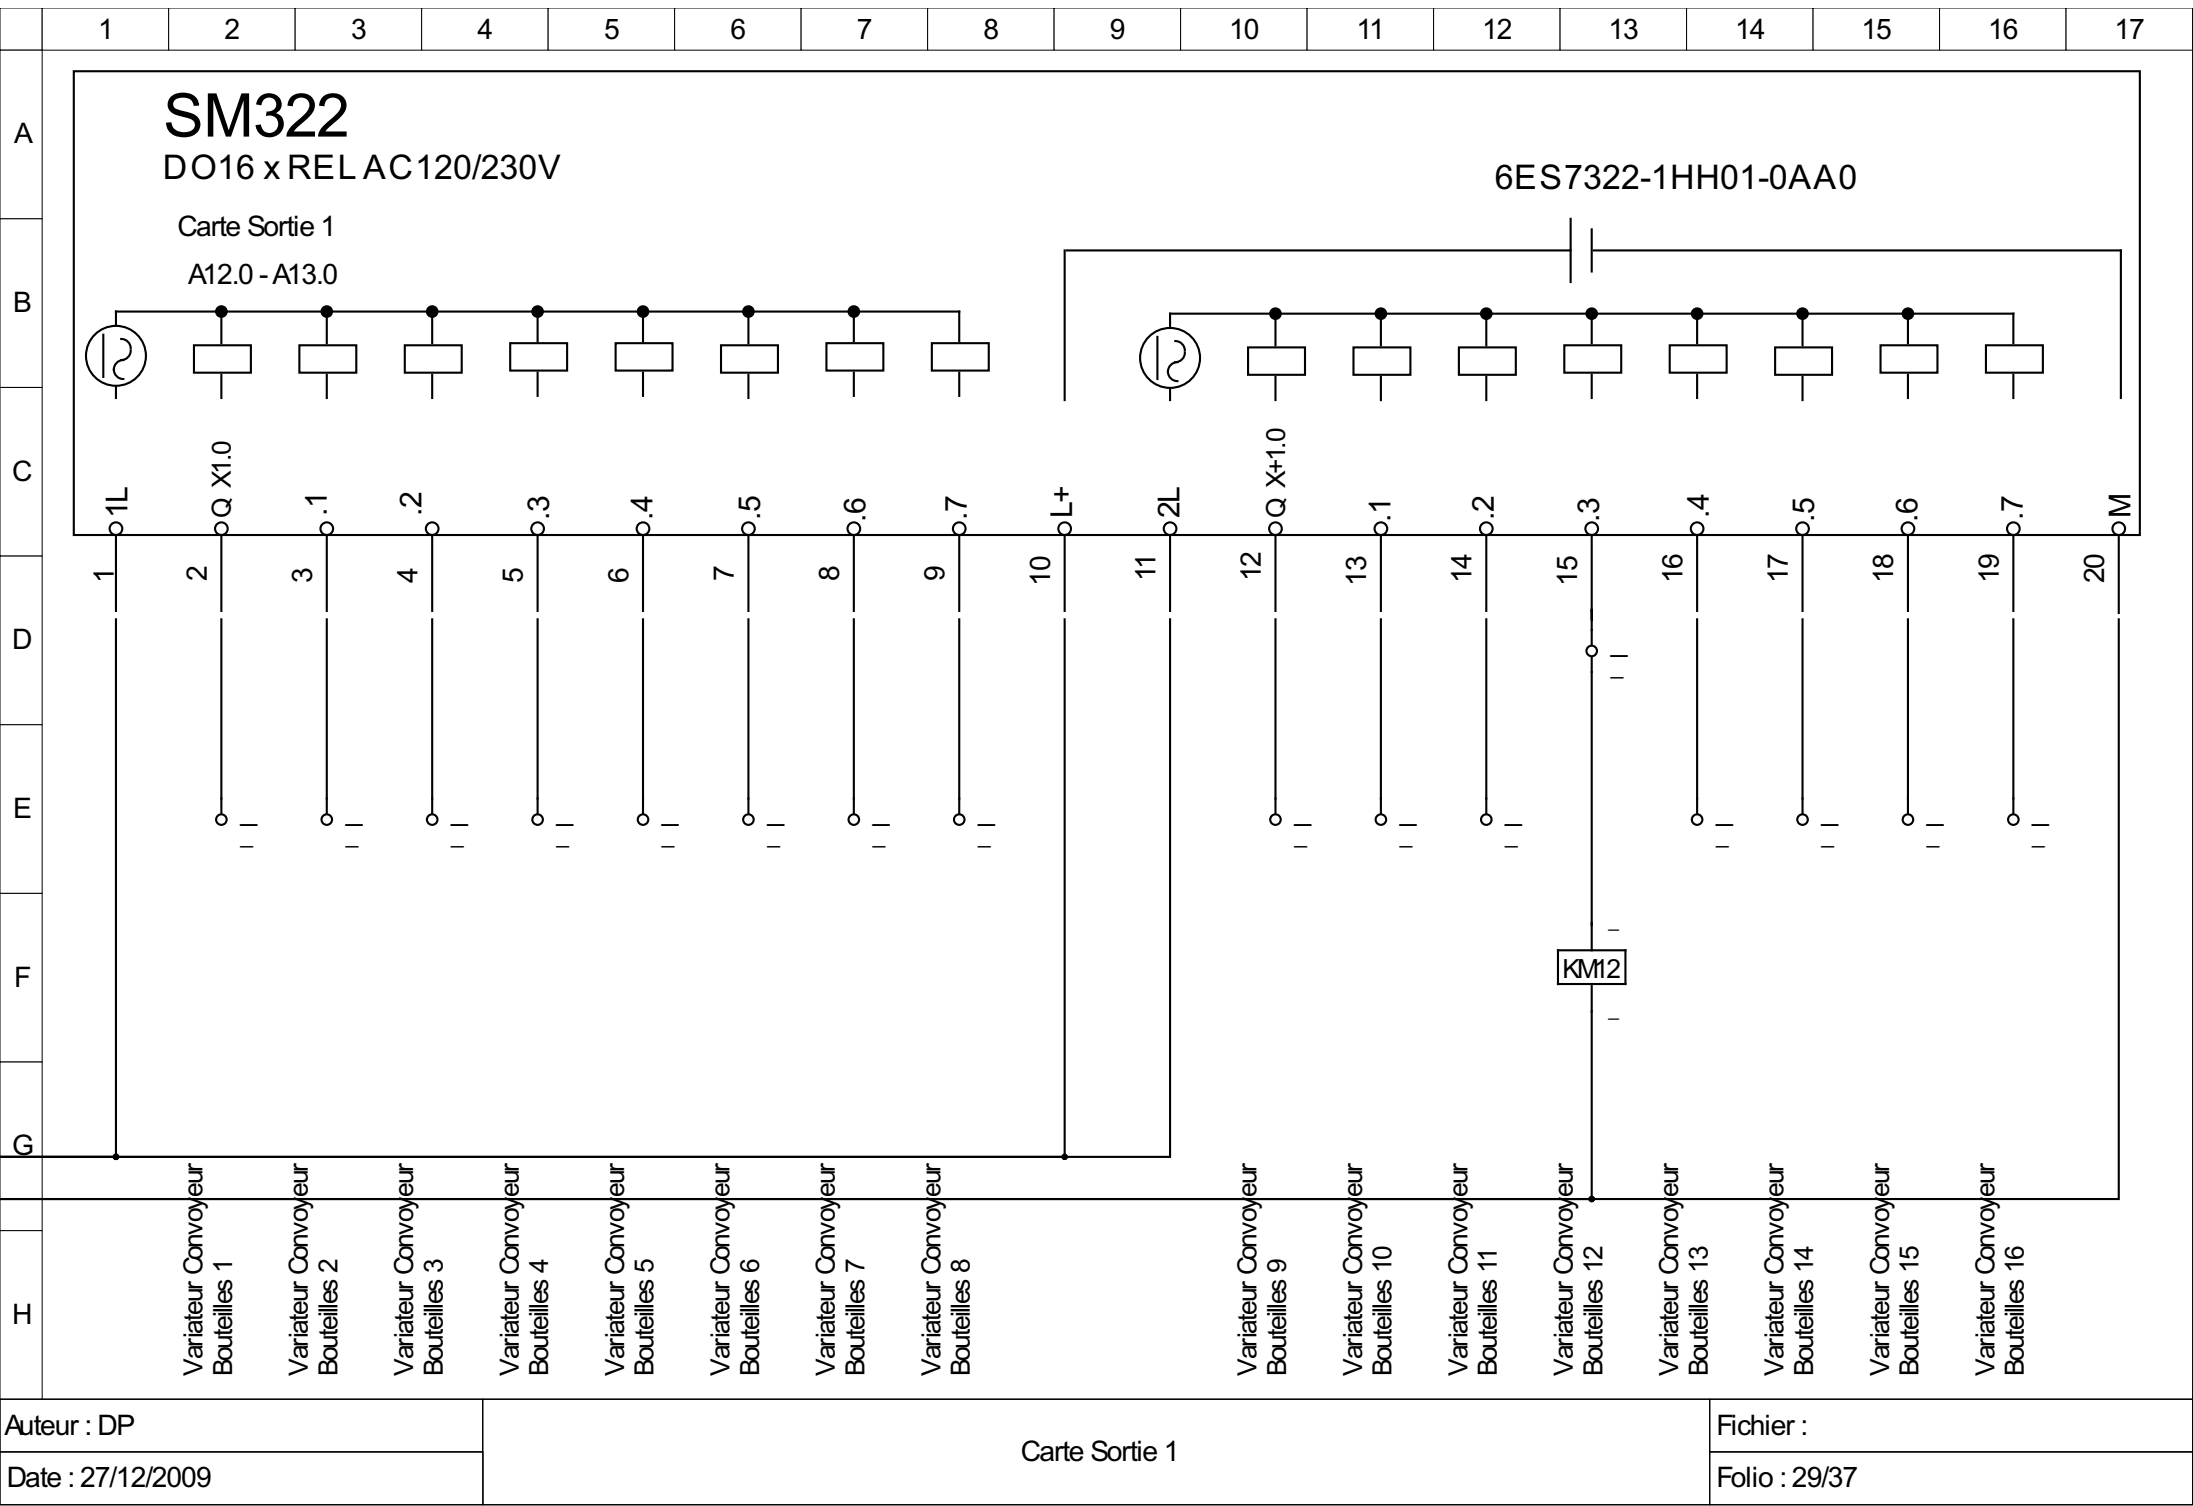 1 2 3 4 5 6 7 8 9 10 11 12 13 14 15 16 17
A
B
C
D
E
F
G
H
SM322
DO16 x REL AC120/230V
6ES7322-1HH01-0AA0
Carte Sortie 1
A12.0 - A13.0
1L Q X1.0 .1 .2 .3 .4 .5 .6 .7 L+ 2L Q X+1.0 .1 .2 .3 .4 .5 .6 .7 M
1 2 3 4 5 6 7 8 9 10 11 12 13 14 15 16 17 18 19 20
KM12
Variateur Convoyeur
Bouteilles 1
Variateur Convoyeur
Bouteilles 2
Variateur Convoyeur
Bouteilles 3
Variateur Convoyeur
Bouteilles 4
Variateur Convoyeur
Bouteilles 5
Variateur Convoyeur
Bouteilles 6
Variateur Convoyeur
Bouteilles 7
Variateur Convoyeur
Bouteilles 8
Variateur Convoyeur
Bouteilles 9
Variateur Convoyeur
Bouteilles 10
Variateur Convoyeur
Bouteilles 11
Variateur Convoyeur
Bouteilles 12
Variateur Convoyeur
Bouteilles 13
Variateur Convoyeur
Bouteilles 14
Variateur Convoyeur
Bouteilles 15
Variateur Convoyeur
Bouteilles 16
Auteur : DP
Date : 27/12/2009
Carte Sortie 1
Fichier :
Folio : 29/37